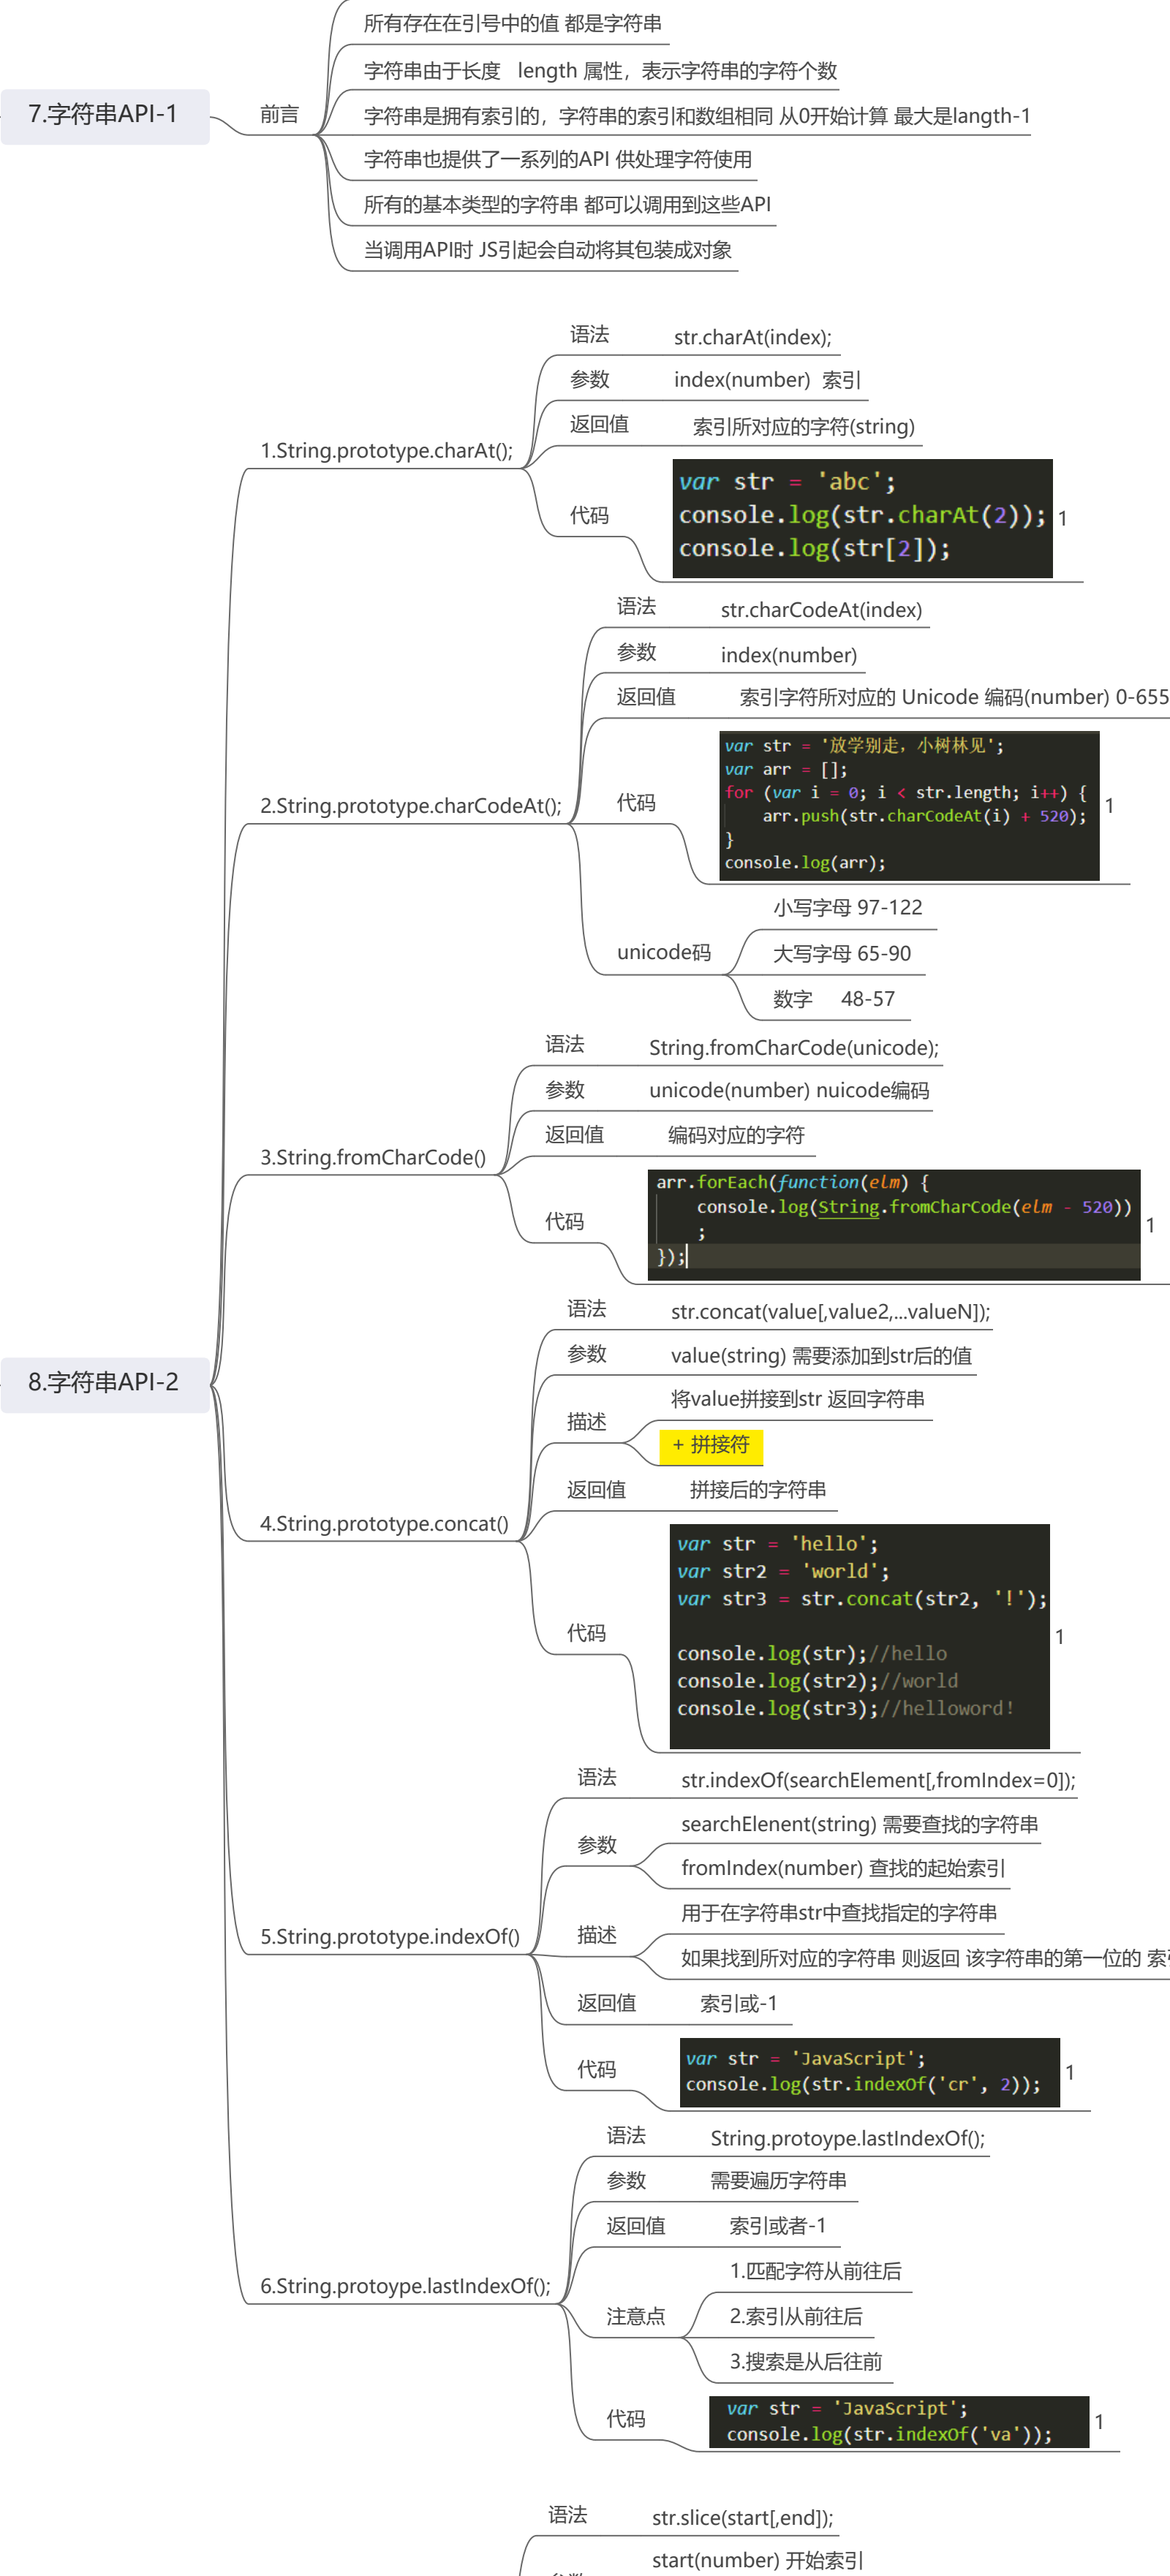 所有存在在引号中的值 都是字符串
字符串由于长度 length 属性，表示字符串的字符个数
7.字符串API-1
前言
字符串是拥有索引的，字符串的索引和数组相同 从0开始计算 最大是langth-1
字符串也提供了一系列的API 供处理字符使用
所有的基本类型的字符串 都可以调用到这些API
当调用API时 JS引起会自动将其包装成对象
8.字符串API-2
1.String.prototype.charAt();
语法 str.charAt(index);
参数 index(number) 索引
返回值 索引所对应的字符(string)
代码
var str = 'abc';
console.log(str.charAt(2));
console.log(str[2]);
1
2.String.prototype.charCodeAt();
语法 str.charCodeAt(index)
参数 index(number)
返回值 索引字符所对应的 Unicode 编码(number) 0-655
代码
var str = '放学别走，小树林见';
var arr = [];
for (var i = 0; i < str.length; i++) {
arr.push(str.charCodeAt(i) + 520);
}
console.log(arr);
1
unicode码
小写字母 97-122
大写字母 65-90
数字 48-57
3.String.fromCharCode()
语法 String.fromCharCode(unicode);
参数 unicode(number) nuicode编码
返回值 编码对应的字符
代码
arr.forEach(function(elm) {
console.log(String.fromCharCode(elm - 520))
;
});
1
4.String.prototype.concat()
语法 str.concat(value[,value2,...valueN]);
参数 value(string) 需要添加到str后的值
描述
将value拼接到str 返回字符串
+ 拼接符
返回值 拼接后的字符串
代码
var str = 'hello';
var str2 = 'world';
var str3 = str.concat(str2, '!');
console.log(str);//hello
console.log(str2);//world
console.log(str3);//helloword!
1
5.String.prototype.indexOf()
语法 str.indexOf(searchElement[,fromIndex=0]);
参数
searchElenent(string) 需要查找的字符串
fromIndex(number) 查找的起始索引
描述
用于在字符串str中查找指定的字符串
如果找到所对应的字符串 则返回 该字符串的第一位的 索
返回值 索引或-1
代码
var str = 'JavaScript';
console.log(str.indexOf('cr', 2));
1
6.String.protoype.lastIndexOf();
语法 String.protoype.lastIndexOf();
参数 需要遍历字符串
返回值 索引或者-1
注意点
1.匹配字符从前往后
2.索引从前往后
3.搜索是从后往前
代码
var str = 'JavaScript';
console.log(str.indexOf('va'));
1
语法 str.slice(start[,end]);
start(number) 开始索引